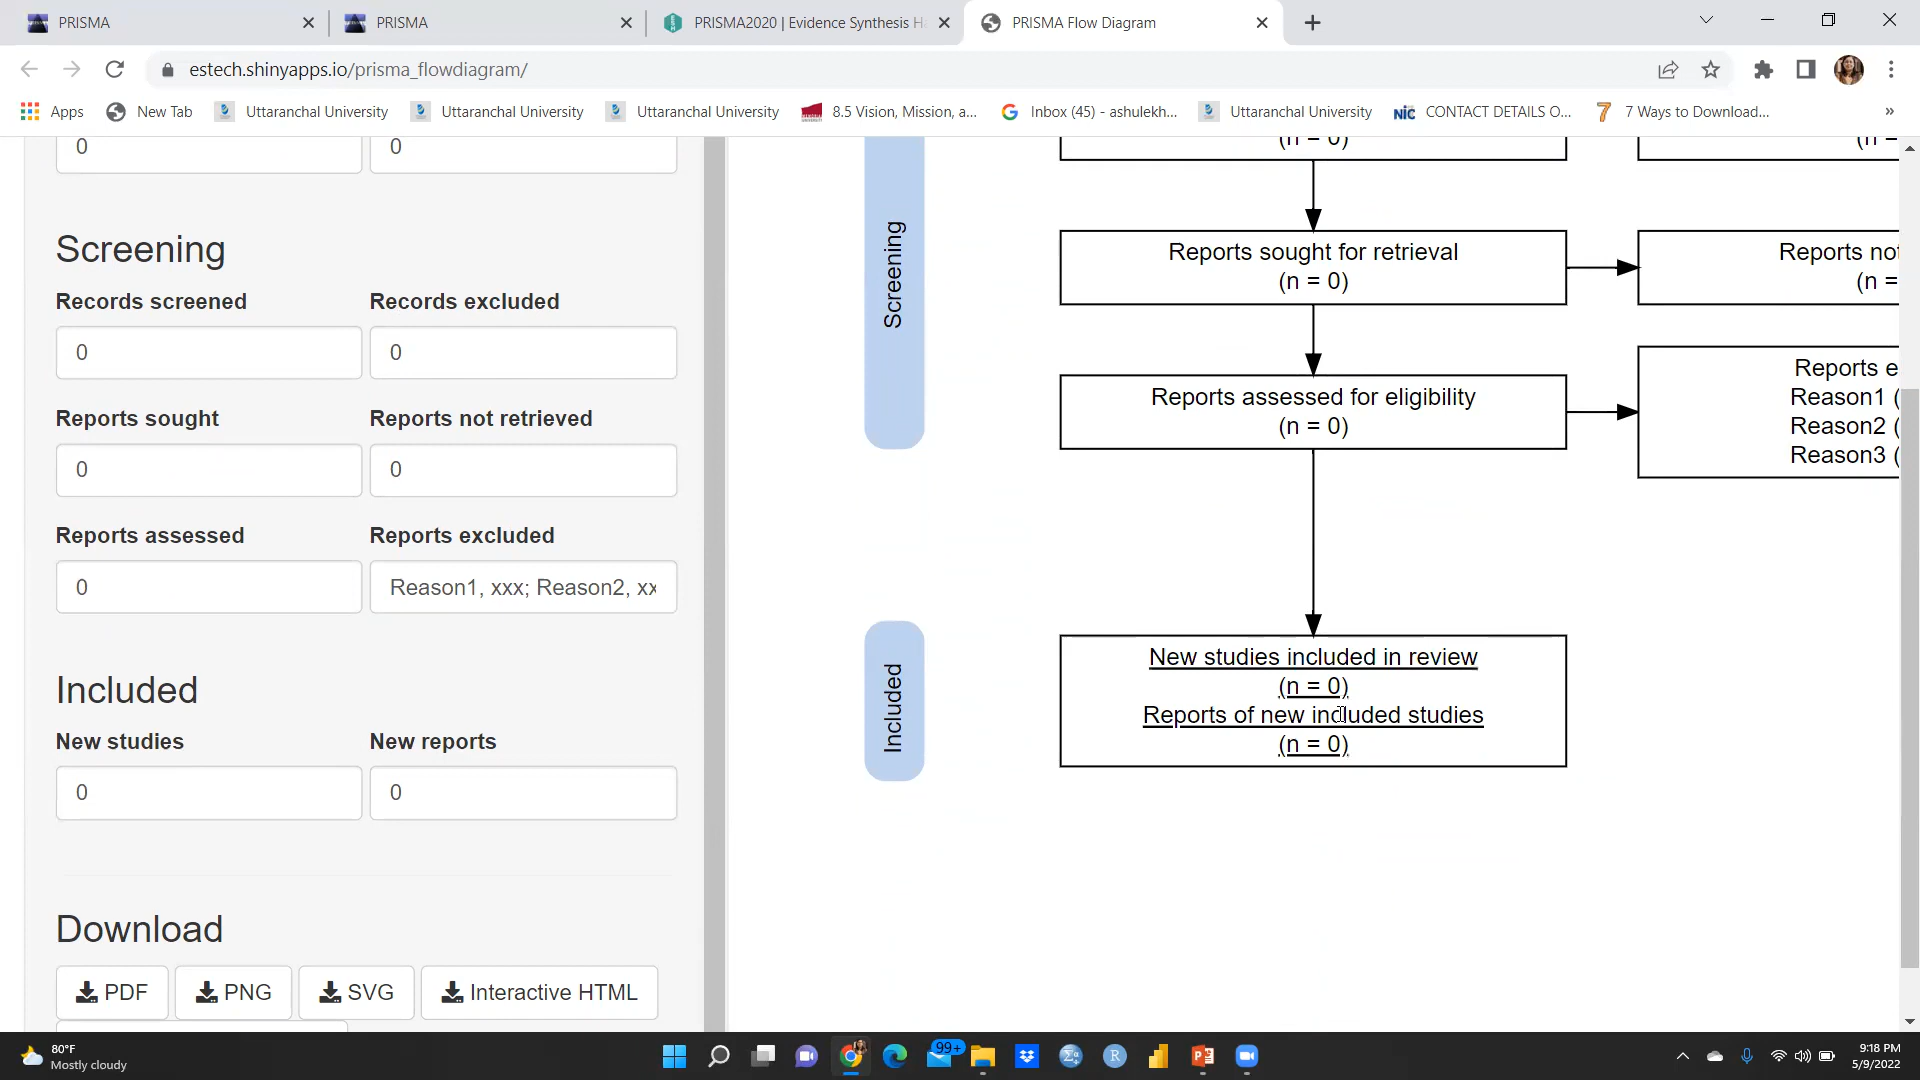 PRISMA
PRISMA
PRISMA2020 | Evidence Synthesis Ha
PRISMA Flow Diagram
estech.shinyapps.io/prisma_flowdiagram/
Apps
New Tab
Uttaranchal University
Uttaranchal University
Uttaranchal University
8.5 Vision, Mission, a...
Inbox (45) - ashulekh...
Uttaranchal University
NIC
CONTACT DETAILS O...
7 Ways to Download...
»
0
0
Screening
Records screened
Records excluded
0
0
Reports sought
Reports not retrieved
0
0
Reports assessed
Reports excluded
0
Reason1, xxx; Reason2, xx
Included
New studies
New reports
0
0
Download
PDF
PNG
SVG
Interactive HTML
Screening
(n = 0)
(n =
Reports sought for retrieval
(n = 0)
Reports not
(n =
Reports assessed for eligibility
(n = 0)
Reports e
Reason1 (
Reason2 (
Reason3 (
Included
New studies included in review
(n = 0)
Reports of new included studies
(n = 0)
80°F
Mostly cloudy
99+
9:18 PM
5/9/2022